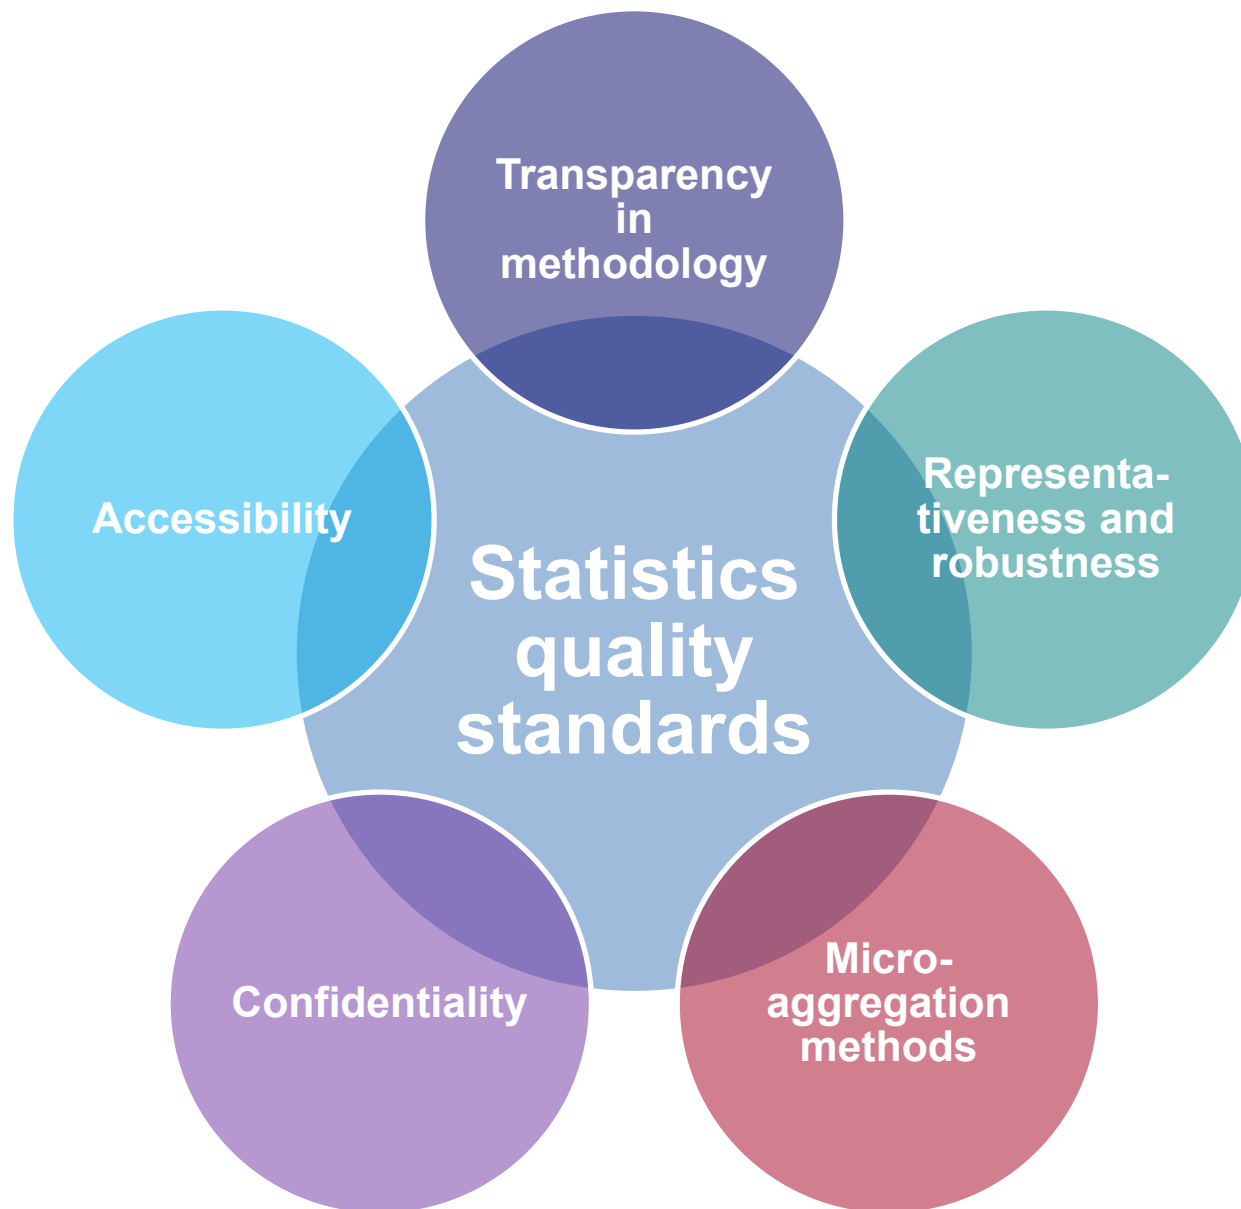 Transparency
in
methodology
Representa-
tiveness and
robustness
Accessibility
Statistics
quality
standards
Micro-
aggregation
methods
Confidentiality